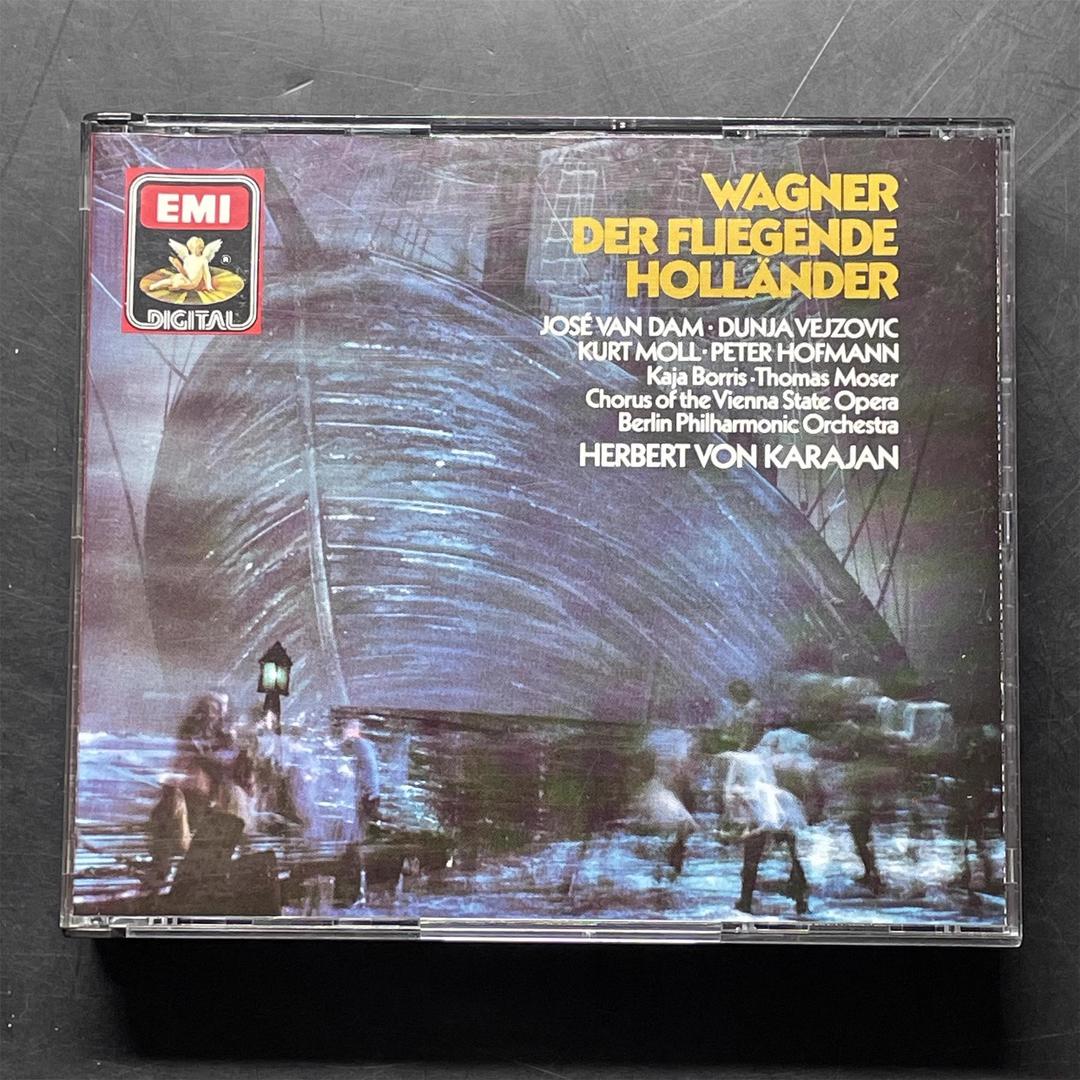 EMI
®
DIGITAL
WAGNER
DER FLIEGENDE
HOLLÄNDER
JOSÉ VAN DAM · DUNJA VEJZOVIC
KURT MOLL · PETER HOFMANN
Kaja Borris · Thomas Moser
Chorus of the Vienna State Opera
Berlin Philharmonic Orchestra
HERBERT VON KARAJAN